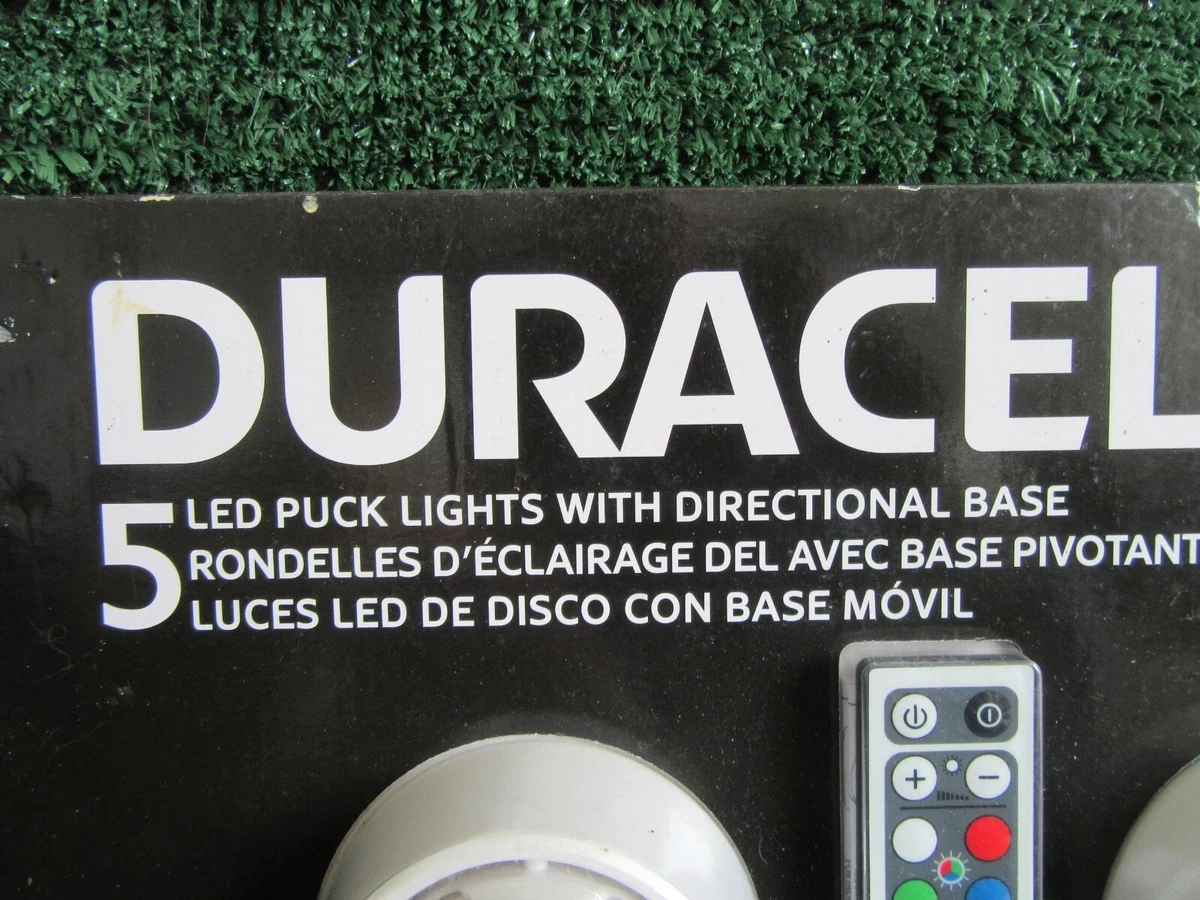 DURACEL
5 LED PUCK LIGHTS WITH DIRECTIONAL BASE
RONDELLES D'ÉCLAIRAGE DEL AVEC BASE PIVOTANT
LUCES LED DE DISCO CON BASE MÓVIL